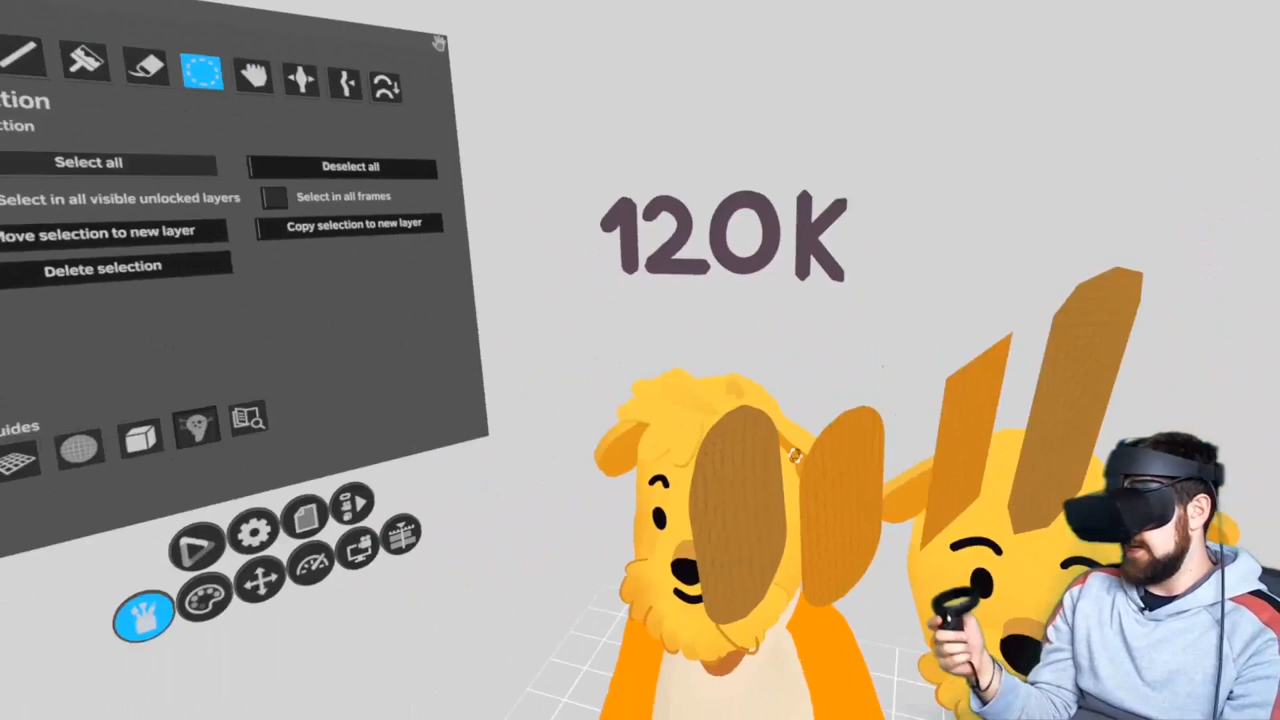 ction
ction
Select all
Deselect all
Select in all visible unlocked layers
Select in all frames
Move selection to new layer
Copy selection to new layer
Delete selection
uides
120K